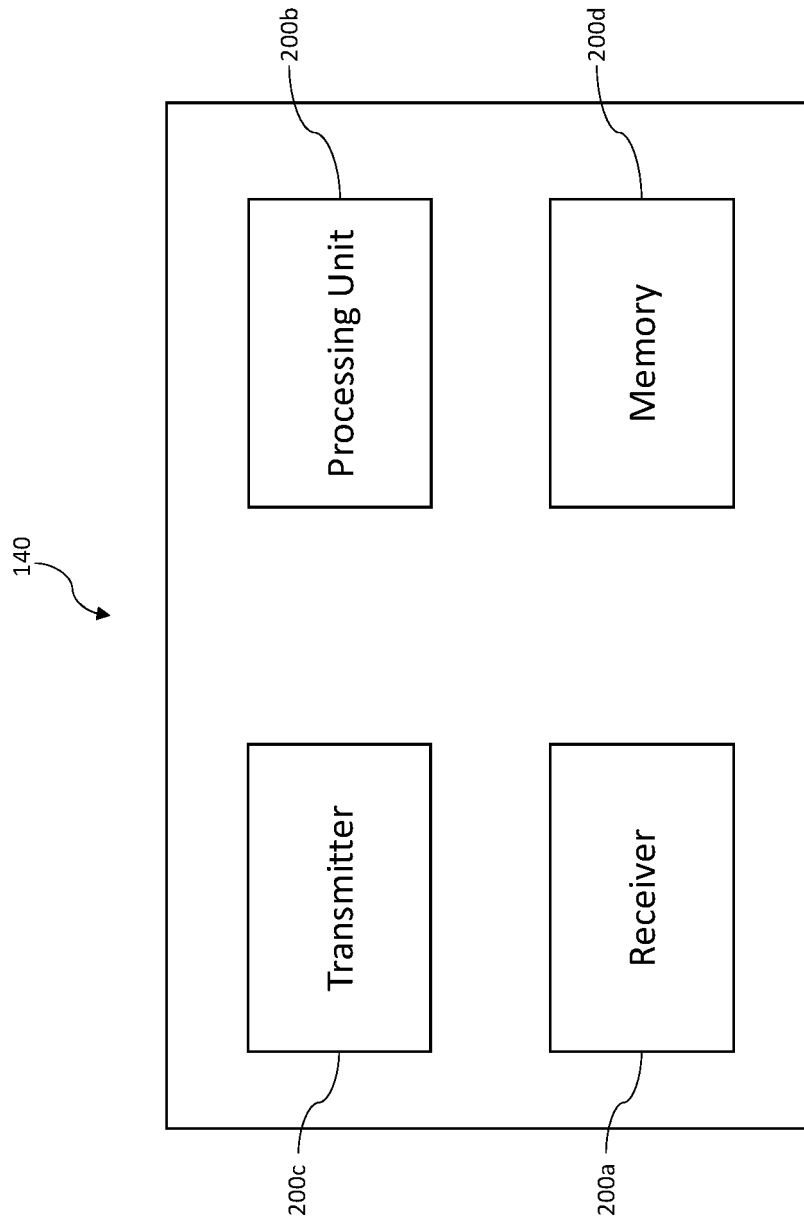 140
200c
200b
Transmitter
Processing Unit
200a
200d
Receiver
Memory